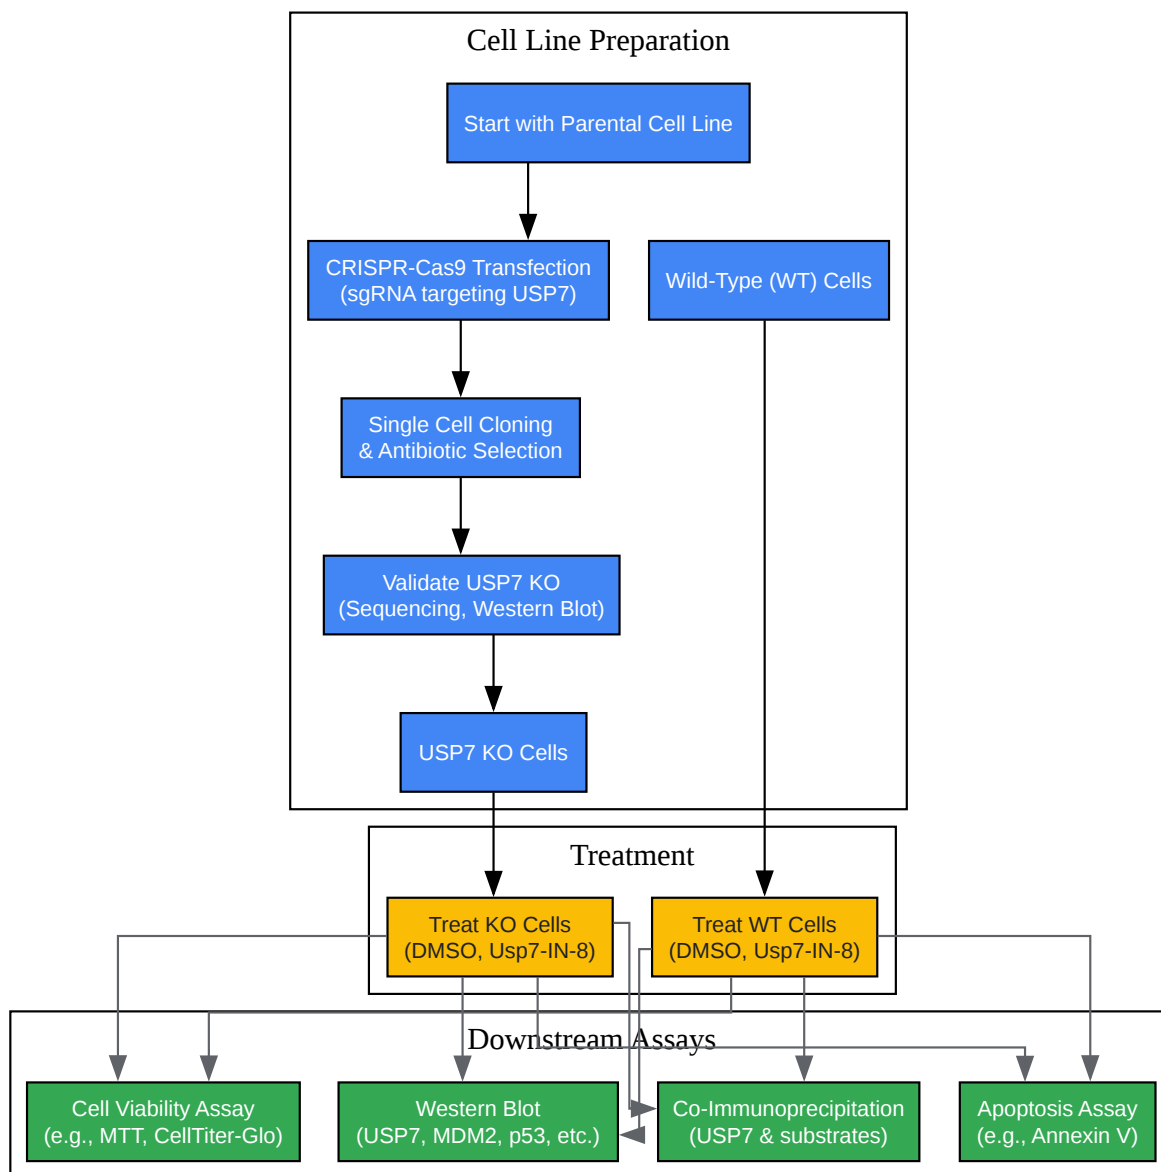 Cell Line Preparation
Start with Parental Cell Line
CRISPR-Cas9 Transfection
(sgRNA targeting USP7)
Wild-Type (WT) Cells
Single Cell Cloning
& Antibiotic Selection
Validate USP7 KO
(Sequencing, Western Blot)
USP7 KO Cells
Treatment
Treat KO Cells
(DMSO, Usp7-IN-8)
Treat WT Cells
(DMSO, Usp7-IN-8)
Downstream Assays
Cell Viability Assay
(e.g., MTT, CellTiter-Glo)
Western Blot
(USP7, MDM2, p53, etc.)
Co-Immunoprecipitation
(USP7 & substrates)
Apoptosis Assay
(e.g., Annexin V)